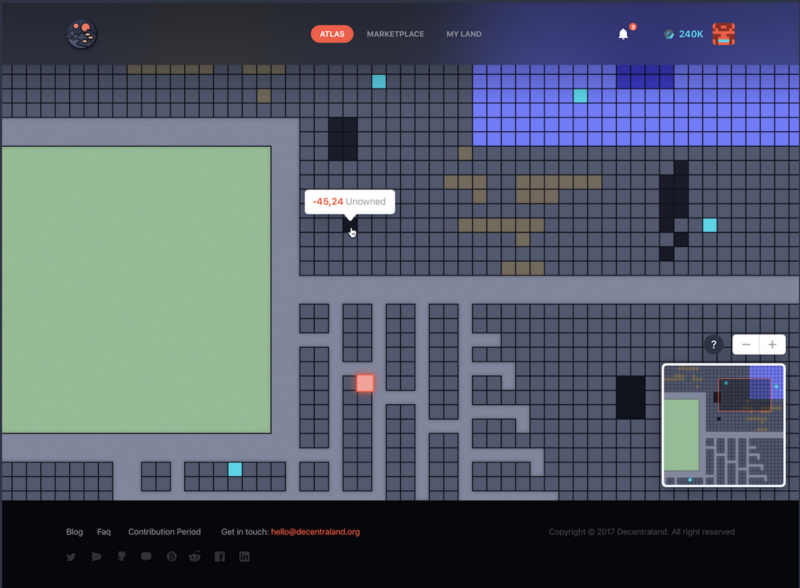 ATLAS MARKETPLACE MY LAND 3 240K
-45,24 Unowned
? − +
Blog Faq Contribution Period Get in touch: hello@decentraland.org Copyright © 2017 Decentraland. All right reserved